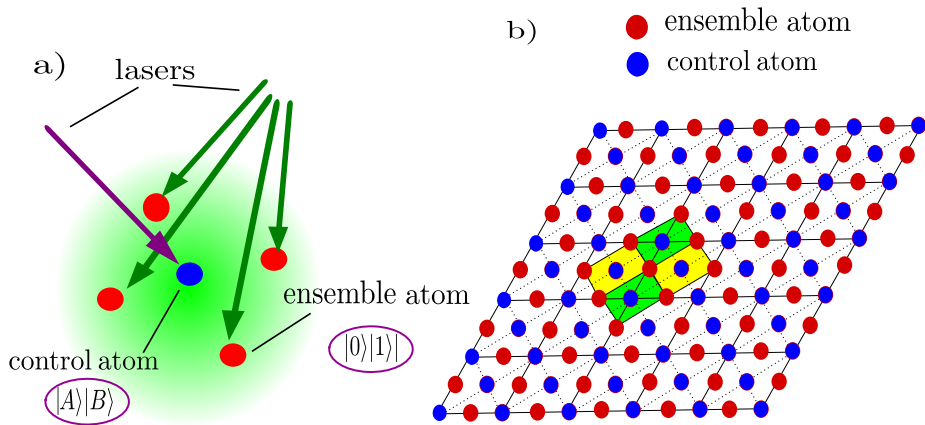 a)
lasers
ensemble atom
control atom
|A⟩|B⟩
|0⟩|1⟩|
b)
ensemble atom
control atom